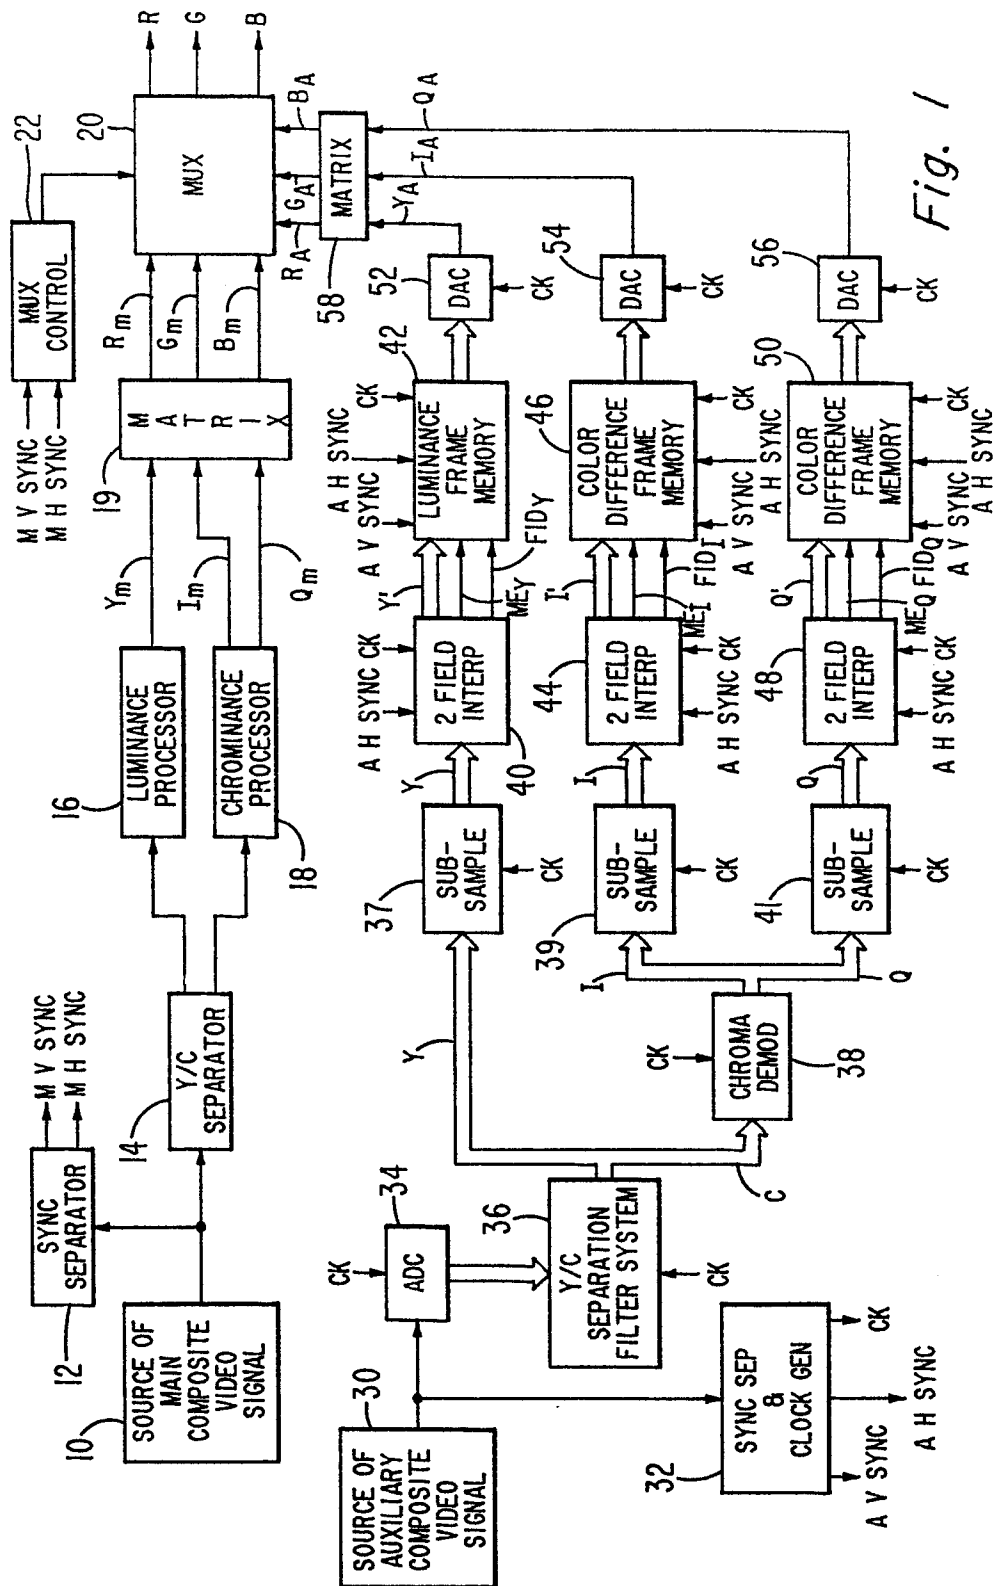 SOURCE OF
MAIN
COMPOSITE
VIDEO
SIGNAL
10
SYNC
SEPARATOR
12
M V SYNC
M H SYNC
Y/C
SEPARATOR
14
LUMINANCE
PROCESSOR
16
CHROMINANCE
PROCESSOR
18
Ym
Im
Qm
MATRIX
19
M V SYNC
M H SYNC
MUX
CONTROL
22
Rm
Gm
Bm
MUX
20
R
G
B
SOURCE OF
AUXILIARY
COMPOSITE
VIDEO
SIGNAL
30
SYNC SEP
&
CLOCK GEN
32
A V SYNC
A H SYNC
CK
CK
ADC
34
Y/C
SEPARATION
FILTER SYSTEM
36
CK
Y
C
CK
CHROMA
DEMOD
38
I
Q
SUB-
SAMPLE
37
CK
SUB-
SAMPLE
39
CK
SUB-
SAMPLE
41
CK
Y
I
Q
A H SYNC
CK
2 FIELD
INTERP
40
2 FIELD
INTERP
44
A H SYNC
CK
2 FIELD
INTERP
48
A H SYNC
CK
Y'
MEY
FIDY
I'
MEI
FIDI
Q'
MEQ
FIDQ
A V SYNC
A H SYNC
CK
LUMINANCE
FRAME
MEMORY
42
COLOR
DIFFERENCE
FRAME
MEMORY
46
A V SYNC
A H SYNC
CK
COLOR
DIFFERENCE
FRAME
MEMORY
50
A V SYNC
A H SYNC
CK
DAC
52
CK
DAC
54
CK
DAC
56
CK
YA
IA
QA
MATRIX
58
RA
GA
BA
Fig. 1